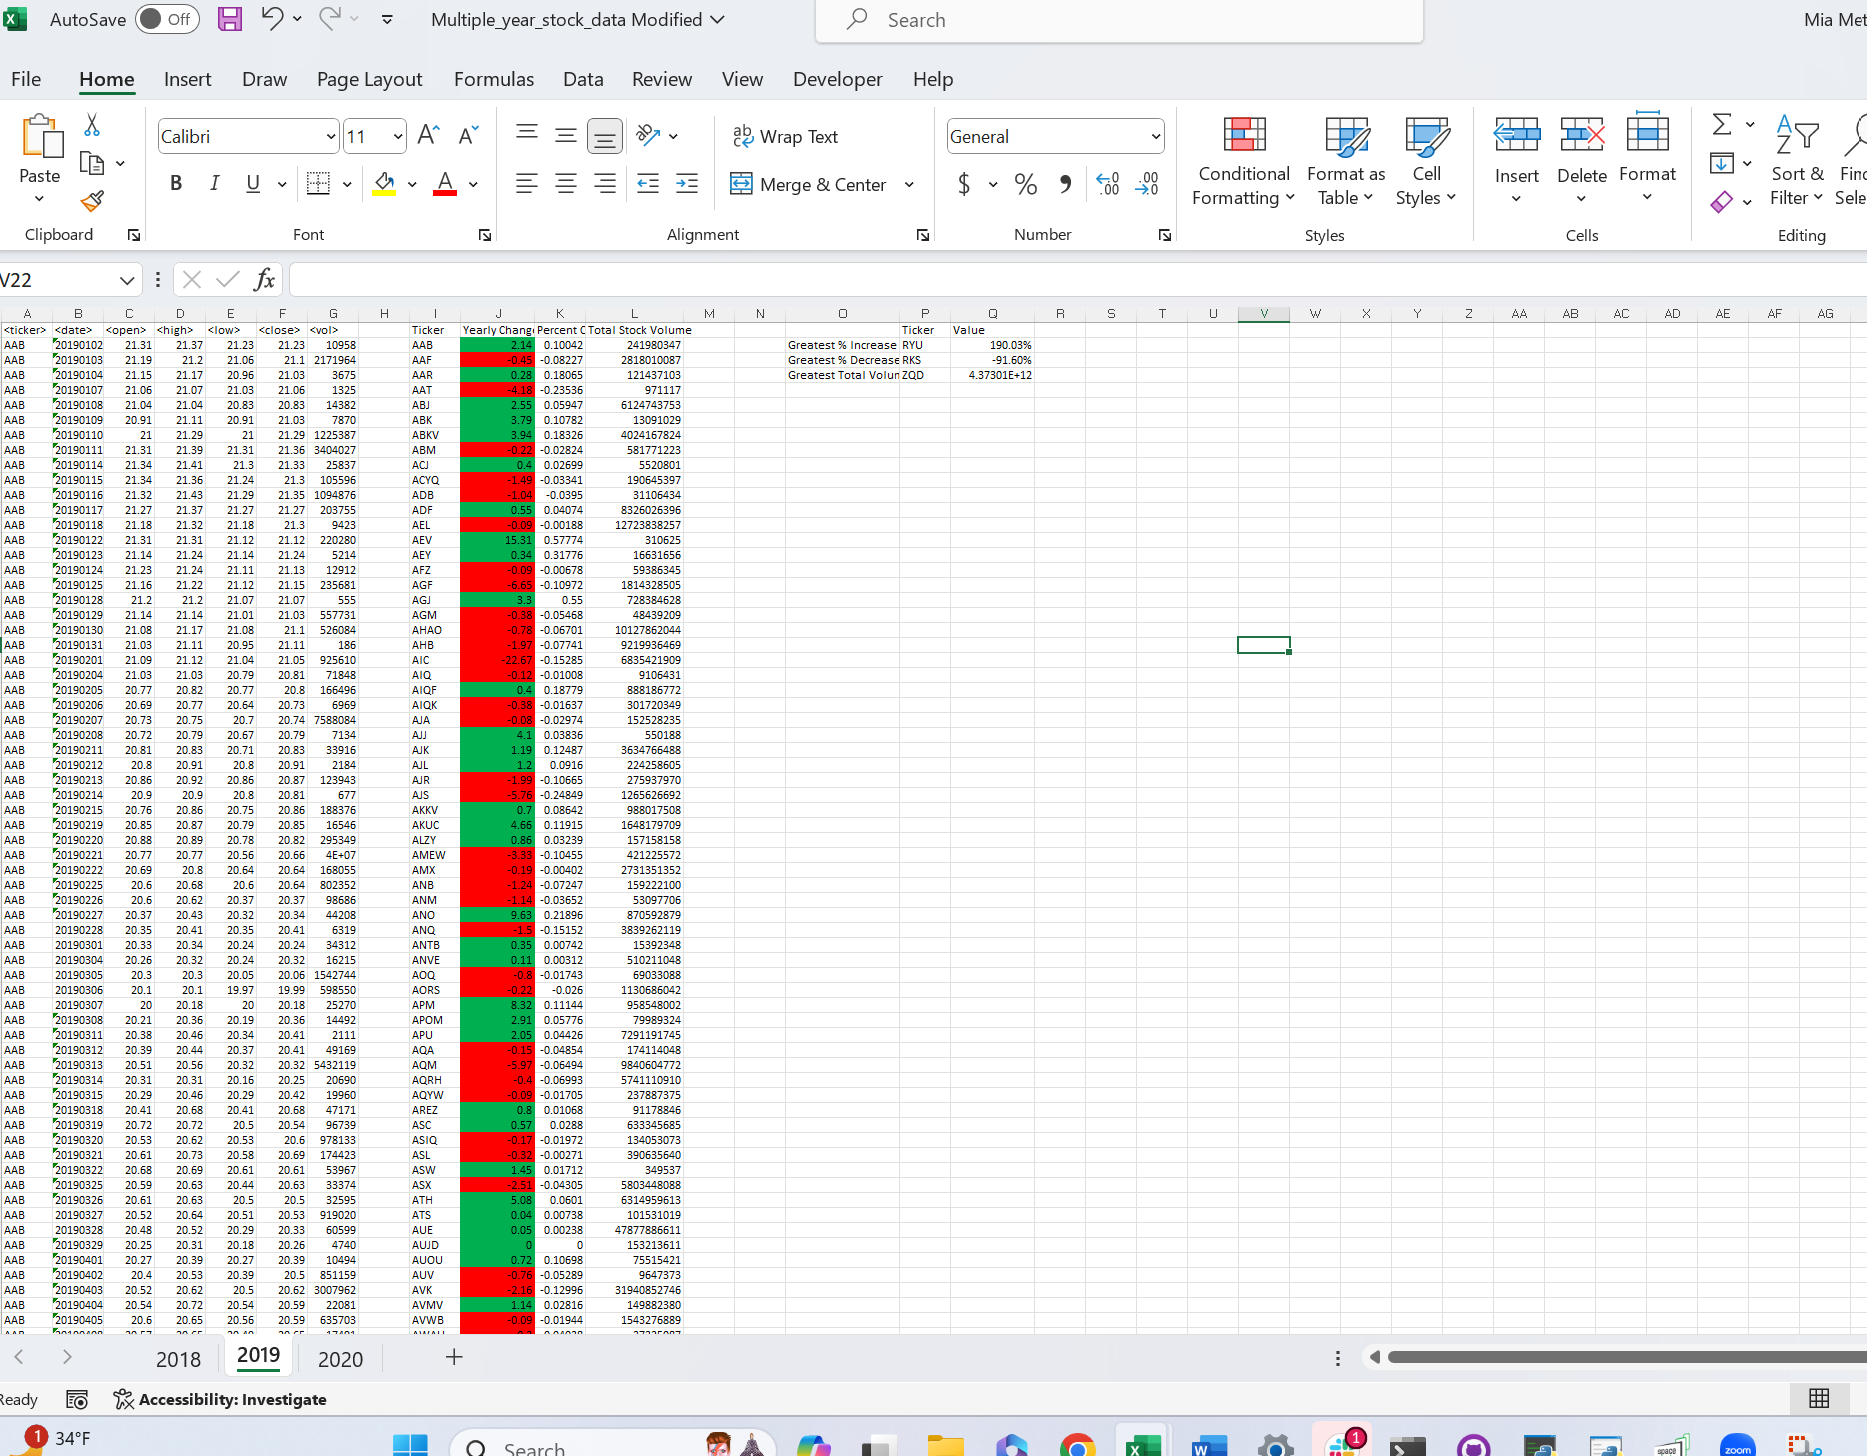 AutoSave Off Multiple_year_stock_data Modified Search
File Home Insert Draw Page Layout Formulas Data Review View Developer Help
Paste Calibri 11 B I U A Wrap Text Merge & Center General $ % Conditional Formatting Format as Table Cell Styles Insert Delete Format Sort & Filter
Clipboard Font Alignment Number Styles Cells Editing
V22 fx
A B C D E F G H I J K L M N O P Q R S T U V W X Y Z AA AB AC AD AE AF AG
<ticker> <date> <open> <high> <low> <close> <vol> Ticker Yearly Change Percent C Total Stock Volume Ticker Value
AAB 20190102 21.31 21.37 21.23 21.23 10958 AAB 2.14 0.10042 241980347 Greatest % Increase RYU 190.03%
AAB 20190103 21.19 21.2 21.06 21.1 2171964 AAF -0.45 -0.08227 2818010087 Greatest % Decrease RKS -91.60%
AAB 20190104 21.15 21.17 20.96 21.03 3675 AAR 0.28 0.18065 121437103 Greatest Total Volun ZQD 4.37301E+12
AAB 20190107 21.06 21.07 21.03 21.06 1325 AAT -4.18 -0.23536 971117
AAB 20190108 21.04 21.04 20.83 20.83 14382 ABJ 2.55 0.05947 6124743753
AAB 20190109 20.91 21.11 20.91 21.03 7870 ABK 3.79 0.10782 13091029
AAB 20190110 21 21.29 21 21.29 1225387 ABKV 3.94 0.18326 4024167824
AAB 20190111 21.31 21.39 21.31 21.36 3404027 ABM -0.22 -0.02824 581771223
AAB 20190114 21.34 21.41 21.3 21.33 25837 ACJ 0.4 0.02699 5520801
AAB 20190115 21.34 21.36 21.24 21.3 105596 ACYQ -1.49 -0.03341 190645397
AAB 20190116 21.32 21.43 21.29 21.35 1094876 ADB -1.04 -0.0395 31106434
AAB 20190117 21.27 21.37 21.27 21.27 203755 ADF 0.55 0.04074 8326026396
AAB 20190118 21.18 21.32 21.18 21.3 9423 AEL -0.09 -0.00188 12723838257
AAB 20190122 21.31 21.31 21.12 21.12 220280 AEV 15.31 0.57774 310625
AAB 20190123 21.14 21.24 21.14 21.24 5214 AEY 0.34 0.31776 16631656
AAB 20190124 21.23 21.24 21.11 21.13 12912 AFZ -0.09 -0.00678 59386345
AAB 20190125 21.16 21.22 21.12 21.15 235681 AGF -6.65 -0.10972 1814328505
AAB 20190128 21.2 21.2 21.07 21.07 555 AGJ 3.3 0.55 728384628
AAB 20190129 21.14 21.14 21.01 21.03 557731 AGM -0.38 -0.05468 48439209
AAB 20190130 21.08 21.17 21.08 21.1 526084 AHAO -0.78 -0.06701 10127862044
AAB 20190131 21.03 21.11 20.95 21.11 186 AHB -1.97 -0.07741 9219936469
AAB 20190201 21.09 21.12 21.04 21.05 925610 AIC -22.67 -0.15285 6835421909
AAB 20190204 21.03 21.03 20.79 20.81 71848 AIQ -0.12 -0.01008 9106431
AAB 20190205 20.77 20.82 20.77 20.8 166496 AIQF 0.4 0.18779 888186772
AAB 20190206 20.69 20.77 20.64 20.73 6969 AIQK -0.38 -0.01637 301720349
AAB 20190207 20.73 20.75 20.7 20.74 7588084 AJA -0.08 -0.02974 152528235
AAB 20190208 20.72 20.79 20.67 20.79 7134 AJJ 4.1 0.03836 550188
AAB 20190211 20.81 20.83 20.71 20.83 33916 AJK 1.19 0.12487 3634766488
AAB 20190212 20.8 20.91 20.8 20.91 2184 AJL 1.2 0.0916 224258605
AAB 20190213 20.86 20.92 20.86 20.87 123943 AJR -1.99 -0.10665 275937970
AAB 20190214 20.9 20.9 20.8 20.81 677 AJS -5.76 -0.24849 1265626692
AAB 20190215 20.76 20.86 20.75 20.86 188376 AKKV 0.7 0.08642 988017508
AAB 20190219 20.85 20.87 20.79 20.85 16546 AKUC 4.66 0.11915 1648179709
AAB 20190220 20.88 20.89 20.78 20.82 295349 ALZY 0.86 0.03239 157158158
AAB 20190221 20.77 20.77 20.56 20.66 4E+07 AMEW -3.33 -0.10455 421225572
AAB 20190222 20.69 20.8 20.64 20.64 168055 AMX -0.19 -0.00402 2731351352
AAB 20190225 20.6 20.68 20.6 20.64 802352 ANB -1.24 -0.07247 159222100
AAB 20190226 20.6 20.62 20.37 20.37 98686 ANM -1.14 -0.03652 53097706
AAB 20190227 20.37 20.43 20.32 20.34 44208 ANO 9.63 0.21896 870592879
AAB 20190228 20.35 20.41 20.35 20.41 6319 ANQ -1.5 -0.15152 3839262119
AAB 20190301 20.33 20.34 20.24 20.24 34312 ANTB 0.35 0.00742 15392348
AAB 20190304 20.26 20.32 20.24 20.32 16215 ANVE 0.11 0.00312 510211048
AAB 20190305 20.3 20.3 20.05 20.06 1542744 AOQ -0.8 -0.01743 69033088
AAB 20190306 20.1 20.1 19.97 19.99 598550 AORS -0.22 -0.026 1130686042
AAB 20190307 20 20.18 20 20.18 25270 APM 8.32 0.11144 958548002
AAB 20190308 20.21 20.36 20.19 20.36 14492 APOM 2.91 0.05776 79989324
AAB 20190311 20.38 20.46 20.34 20.41 2111 APU 2.05 0.04426 7291191745
AAB 20190312 20.39 20.44 20.37 20.41 49169 AQA -0.15 -0.04854 174114048
AAB 20190313 20.51 20.56 20.32 20.32 5432119 AQM -5.97 -0.06494 9840604772
AAB 20190314 20.31 20.31 20.16 20.25 20690 AQRH -0.4 -0.06993 5741110910
AAB 20190315 20.29 20.46 20.29 20.42 19960 AQYW -0.09 -0.01705 237887375
AAB 20190318 20.41 20.68 20.41 20.68 47171 AREZ 0.8 0.01068 91178846
AAB 20190319 20.72 20.72 20.5 20.54 96739 ASC 0.57 0.0288 633345685
AAB 20190320 20.53 20.62 20.53 20.6 978133 ASIQ -0.17 -0.01972 134053073
AAB 20190321 20.61 20.73 20.58 20.69 174423 ASL -0.32 -0.00271 390635640
AAB 20190322 20.68 20.69 20.61 20.61 53967 ASW 1.45 0.01712 349537
AAB 20190325 20.59 20.63 20.44 20.63 33374 ASX -2.51 -0.04305 5803448088
AAB 20190326 20.61 20.63 20.5 20.5 32595 ATH 5.08 0.0601 6314959613
AAB 20190327 20.52 20.64 20.51 20.53 919020 ATS 0.04 0.00738 101531019
AAB 20190328 20.48 20.52 20.29 20.33 60599 AUE 0.05 0.00238 47877886611
AAB 20190329 20.25 20.31 20.18 20.26 4740 AUJD 0 0 153213611
AAB 20190401 20.27 20.39 20.27 20.39 10494 AUOU 0.72 0.10698 75515421
AAB 20190402 20.4 20.53 20.39 20.5 851159 AUV -0.76 -0.05289 9647373
AAB 20190403 20.52 20.62 20.5 20.62 3007962 AVK -2.16 -0.12996 31940852746
AAB 20190404 20.54 20.72 20.54 20.59 22081 AVMV 1.14 0.02816 149882380
AAB 20190405 20.6 20.65 20.56 20.59 635703 AVWB -0.09 -0.01944 1543276889
2018 2019 2020
Ready Accessibility: Investigate
1 34°F Search 1 space zoom